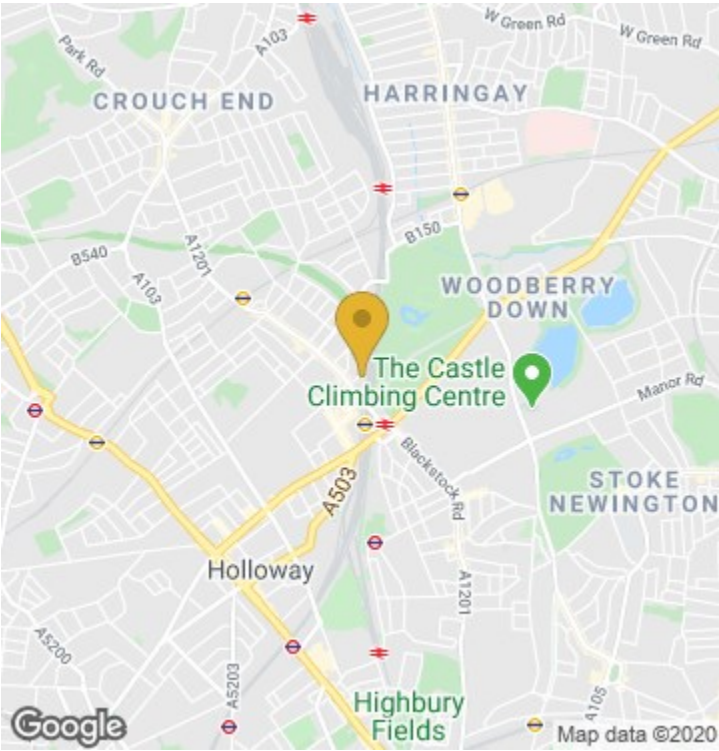 W Green Rd
W Green Rd
A103
Park Rd
CROUCH END
HARRINGAY
B150
A1201
B540
A103
WOODBERRY
DOWN
The Castle
Climbing Centre
Manor Rd
Blackstock Rd
A503
STOKE
NEWINGTON
Holloway
A1201
A5200
A5203
A105
Highbury
Fields
Google
Map data ©2020